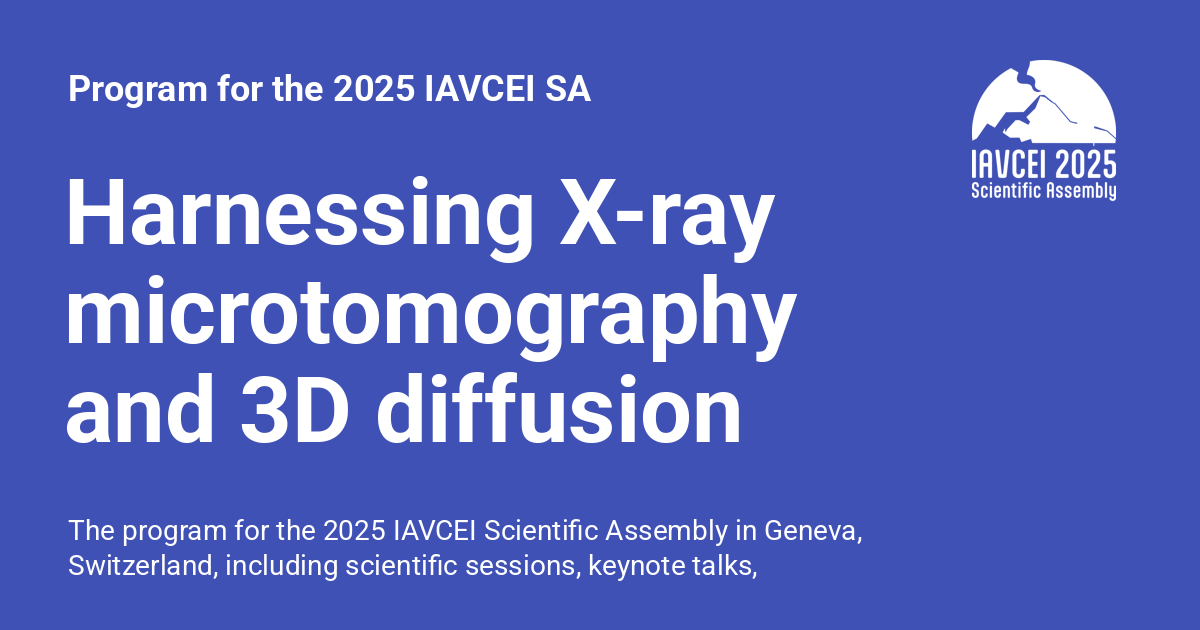 Program for the 2025 IAVCEI SA
IAVCEI 2025
Scientific Assembly
Harnessing X-ray
microtomography
and 3D diffusion
The program for the 2025 IAVCEI Scientific Assembly in Geneva,
Switzerland, including scientific sessions, keynote talks,